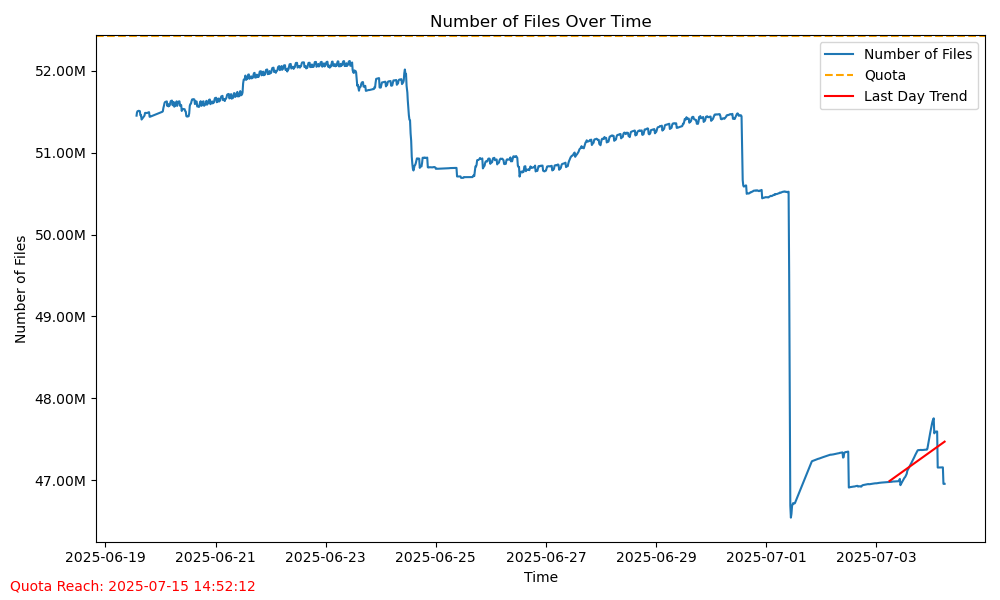 Number of Files Over Time
Number of Files
Quota
Last Day Trend
52.00M
51.00M
50.00M
49.00M
48.00M
47.00M
Number of Files
2025-06-19
2025-06-21
2025-06-23
2025-06-25
2025-06-27
2025-06-29
2025-07-01
2025-07-03
Time
Quota Reach: 2025-07-15 14:52:12